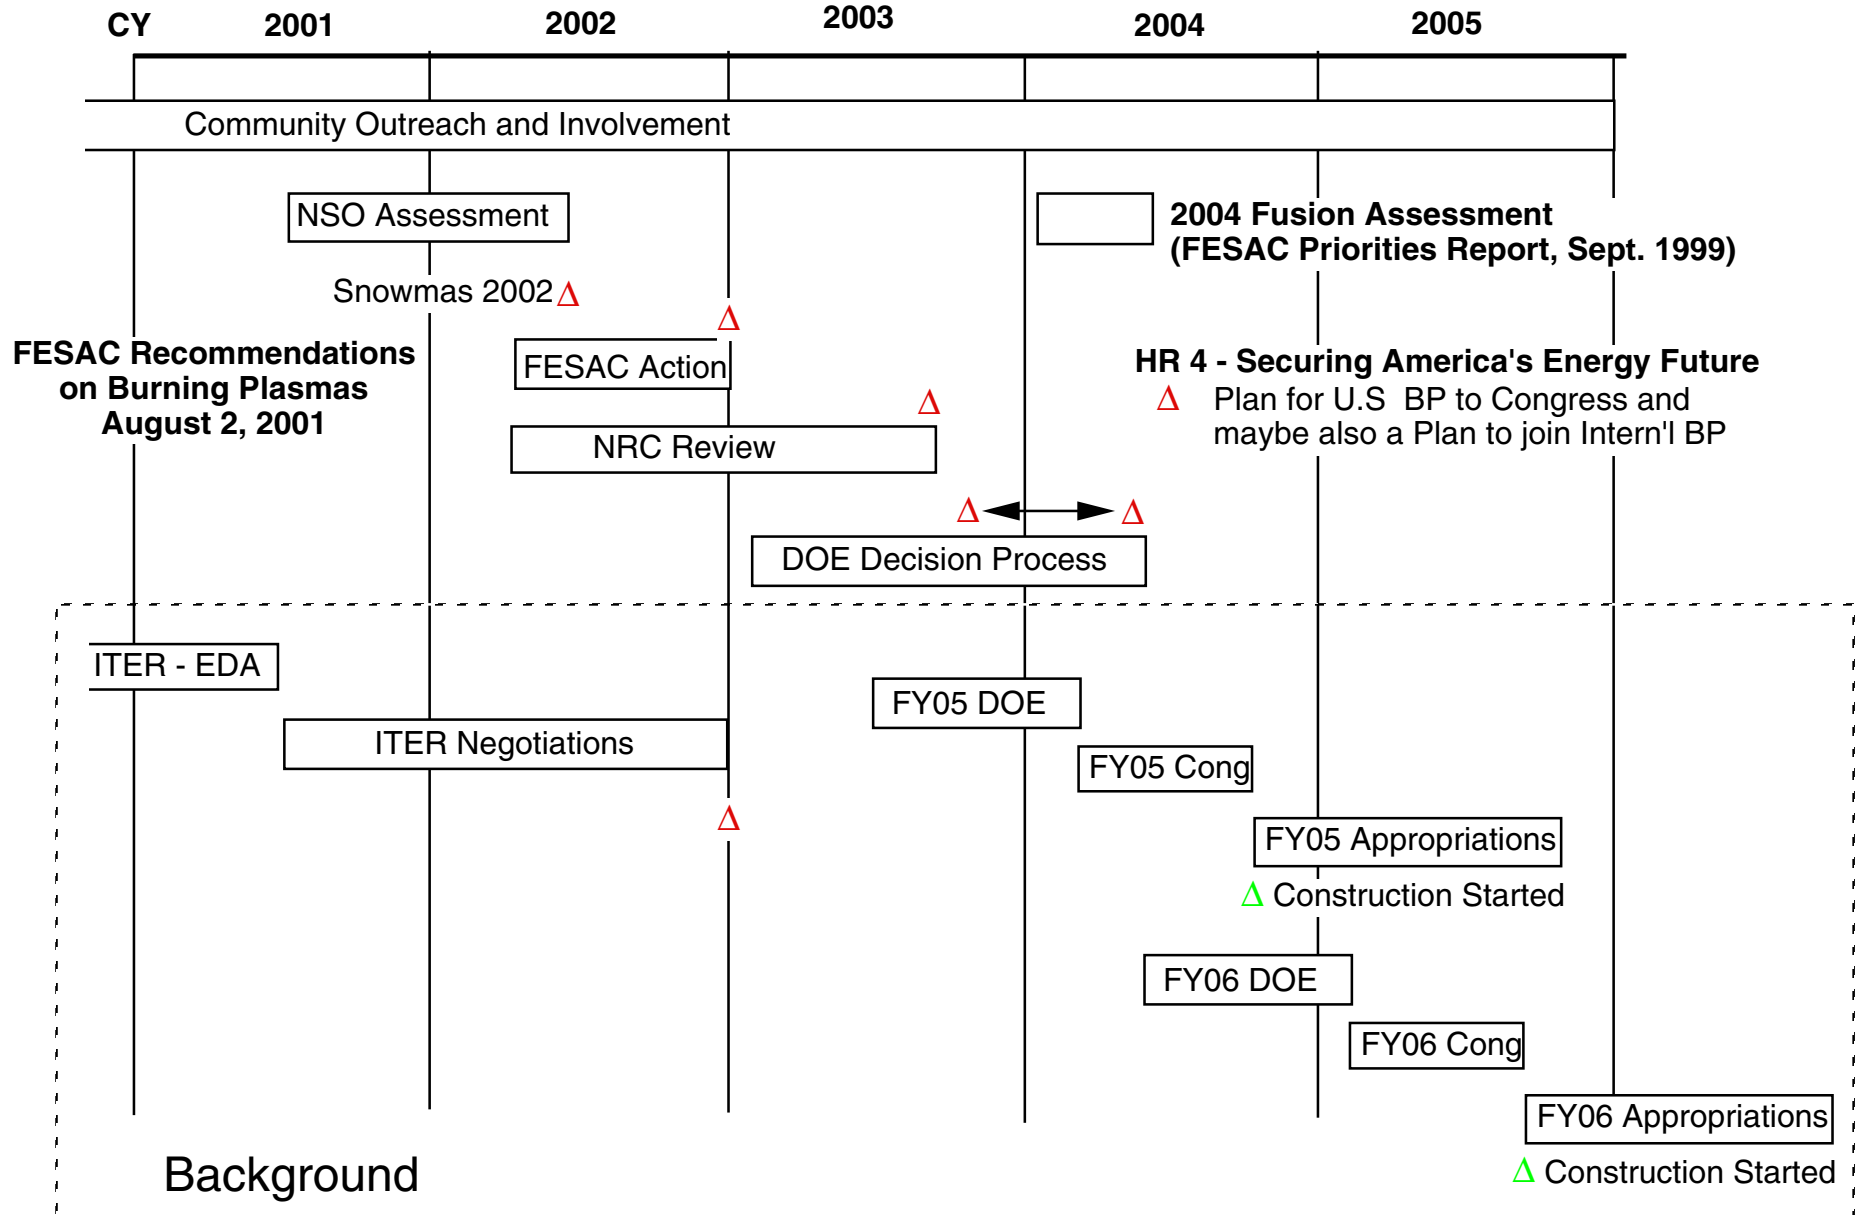 CY 2001 2002 2003 2004 2005
Community Outreach and Involvement
NSO Assessment
2004 Fusion Assessment
(FESAC Priorities Report, Sept. 1999)
Snowmas 2002 Δ
Δ
FESAC Recommendations
on Burning Plasmas
August 2, 2001
FESAC Action
HR 4 - Securing America's Energy Future
Δ Plan for U.S BP to Congress and
maybe also a Plan to join Intern'l BP
Δ
NRC Review
Δ Δ
DOE Decision Process
ITER - EDA
FY05 DOE
ITER Negotiations
FY05 Cong
Δ
FY05 Appropriations
Δ Construction Started
FY06 DOE
FY06 Cong
FY06 Appropriations
Δ Construction Started
Background